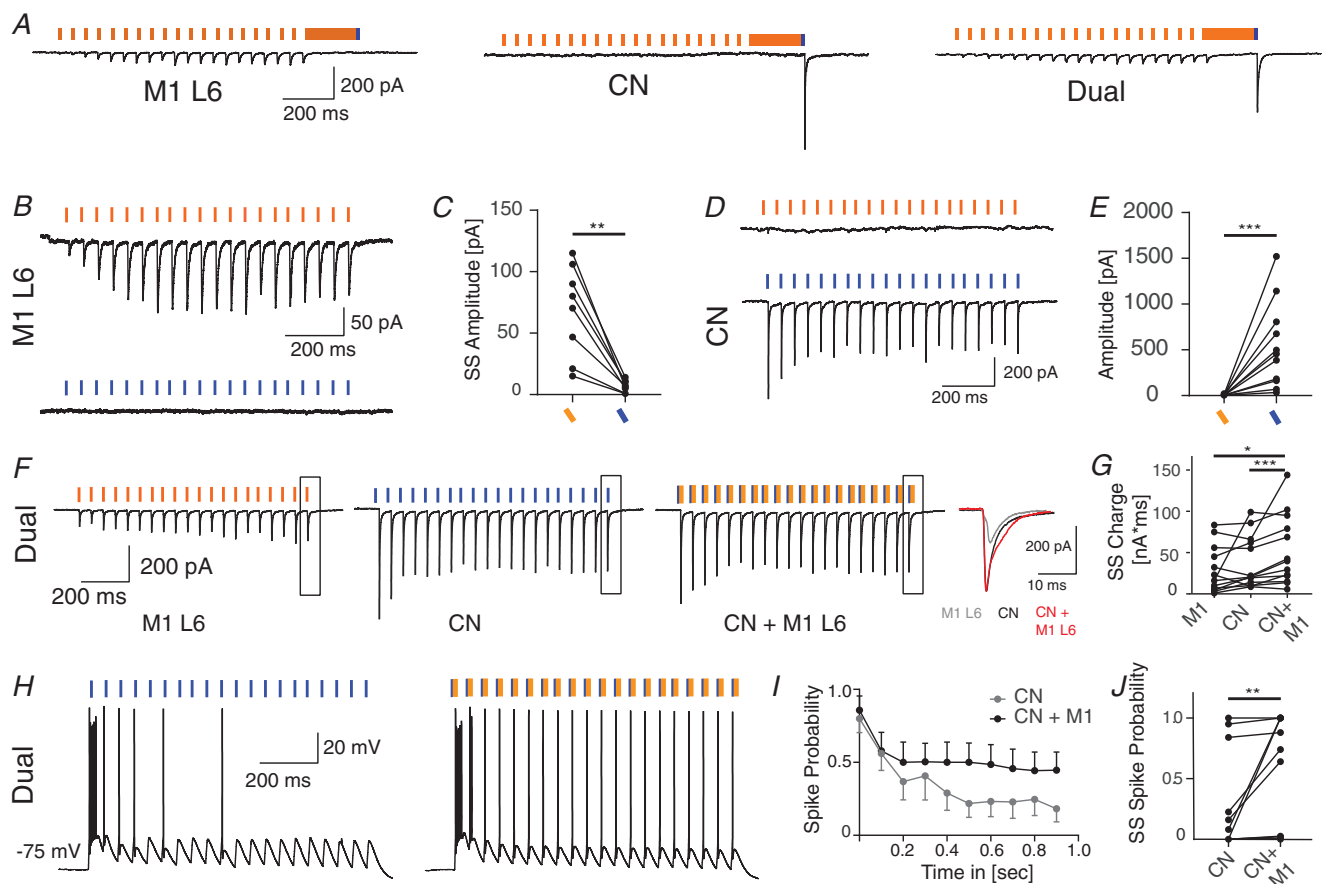 A
M1 L6
200 pA
200 ms
CN
Dual
B
M1 L6
50 pA
200 ms
C
SS Amplitude [pA]
150
100
50
0
**
D
CN
200 pA
200 ms
E
Amplitude [pA]
2000
1500
1000
500
0
***
F
Dual
200 pA
200 ms
M1 L6
CN
CN + M1 L6
200 pA
10 ms
M1 L6
CN
CN +
M1 L6
G
SS Charge
[nA*ms]
150
100
50
0
*
***
M1
CN
CN+
M1
H
Dual
20 mV
200 ms
-75 mV
I
Spike Probability
1.0
0.5
0
CN
CN + M1
0.2
0.4
0.6
0.8
1.0
Time in [sec]
J
SS Spike Probability
1.0
0.5
0
**
CN
CN+
M1